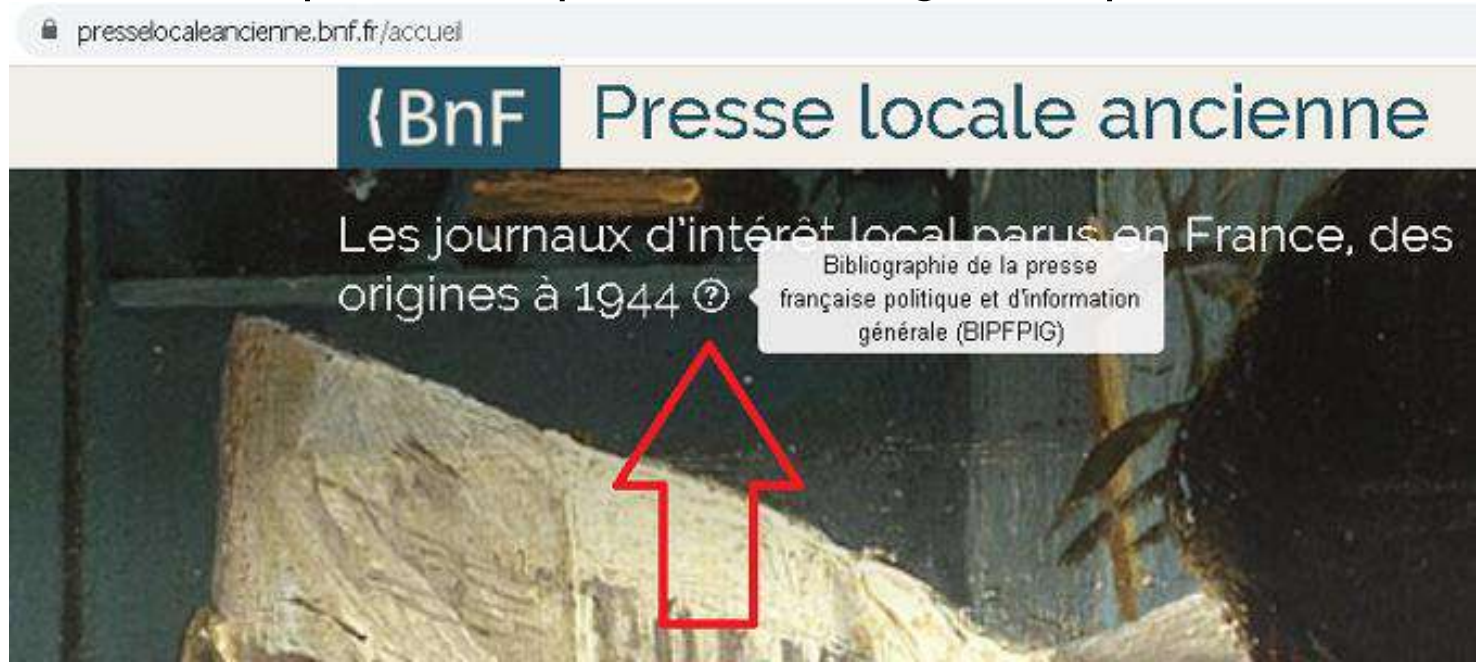 presselocaleancienne.bnf.fr/accueil
(BnF Presse locale ancienne
Les journaux d'intérêt local parus en France, des
origines à 1944 ?
Bibliographie de la presse
française politique et d'information
générale (BIPFPIG)